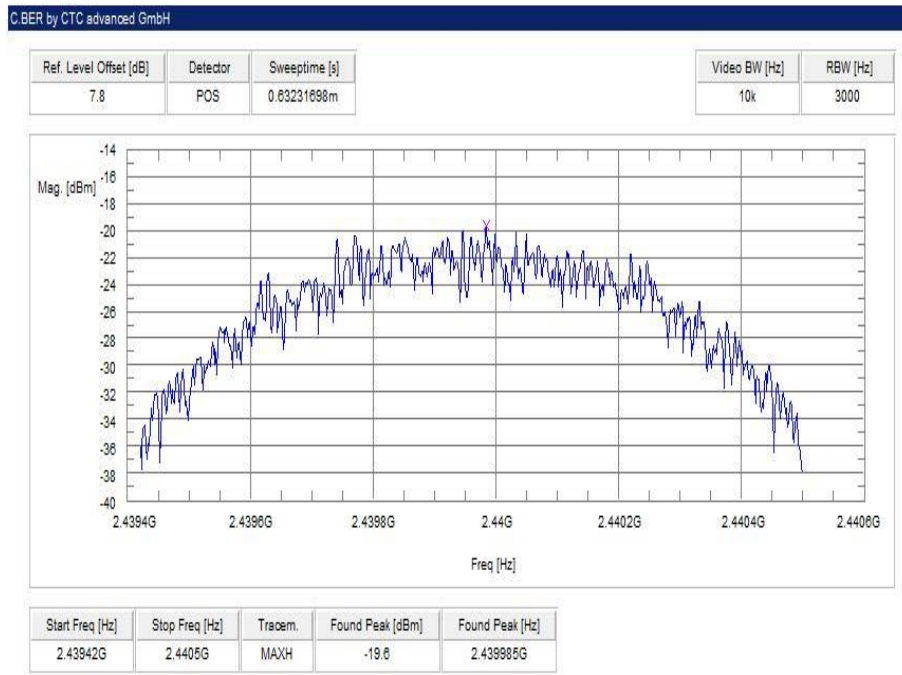 C.BER by CTC advanced GmbH
Ref. Level Offset [dB] Detector Sweeptime [s] Video BW [Hz] RBW [Hz]
7.8 POS 0.63231698m 10k 3000
Mag. [dBm]
-14
-16
-18
-20
-22
-24
-26
-28
-30
-32
-34
-36
-38
-40
2.4394G 2.4396G 2.4398G 2.44G 2.4402G 2.4404G 2.4406G
Freq [Hz]
Start Freq [Hz] Stop Freq [Hz] Tracem. Found Peak [dBm] Found Peak [Hz]
2.43942G 2.4405G MAXH -19.6 2.439985G